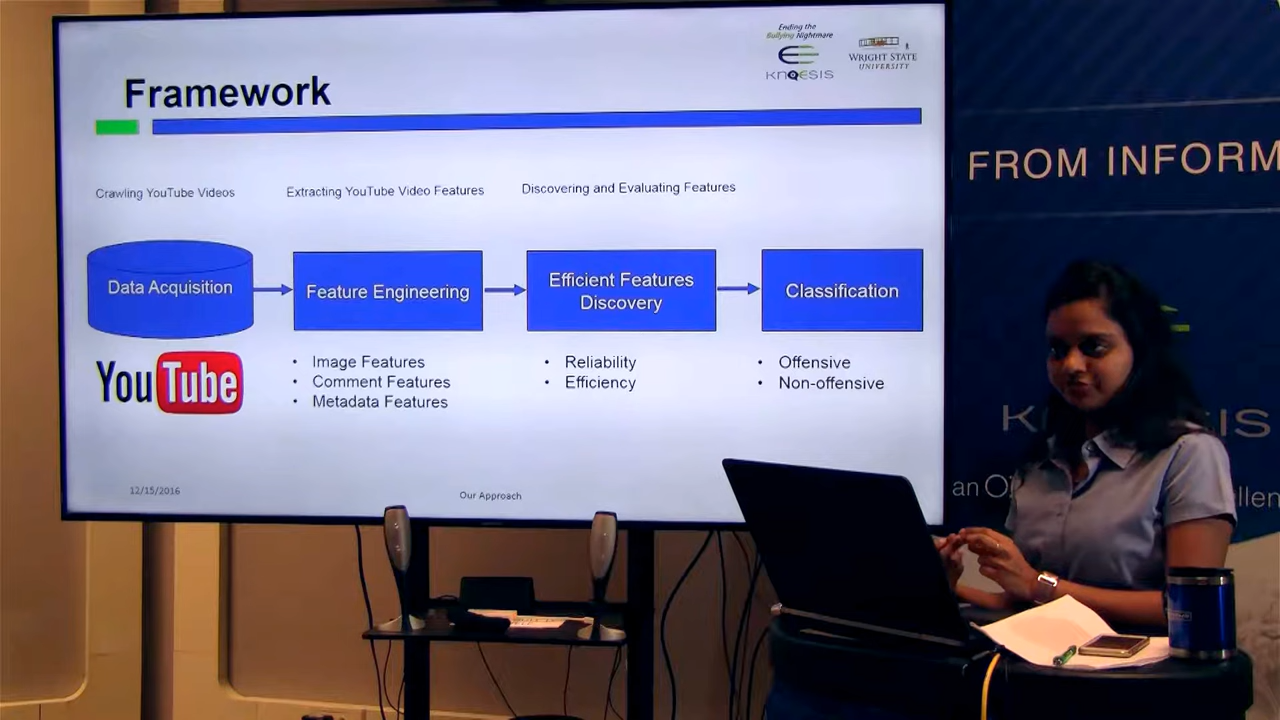 Ending the
Bullying Nightmare
KNOESIS
WRIGHT STATE
UNIVERSITY
Framework
Crawling YouTube Videos
Extracting YouTube Video Features
Discovering and Evaluating Features
Data Acquisition
Feature Engineering
Efficient Features
Discovery
Classification
YouTube
• Image Features
• Comment Features
• Metadata Features
• Reliability
• Efficiency
• Offensive
• Non-offensive
12/15/2016
Our Approach
FROM INFORM